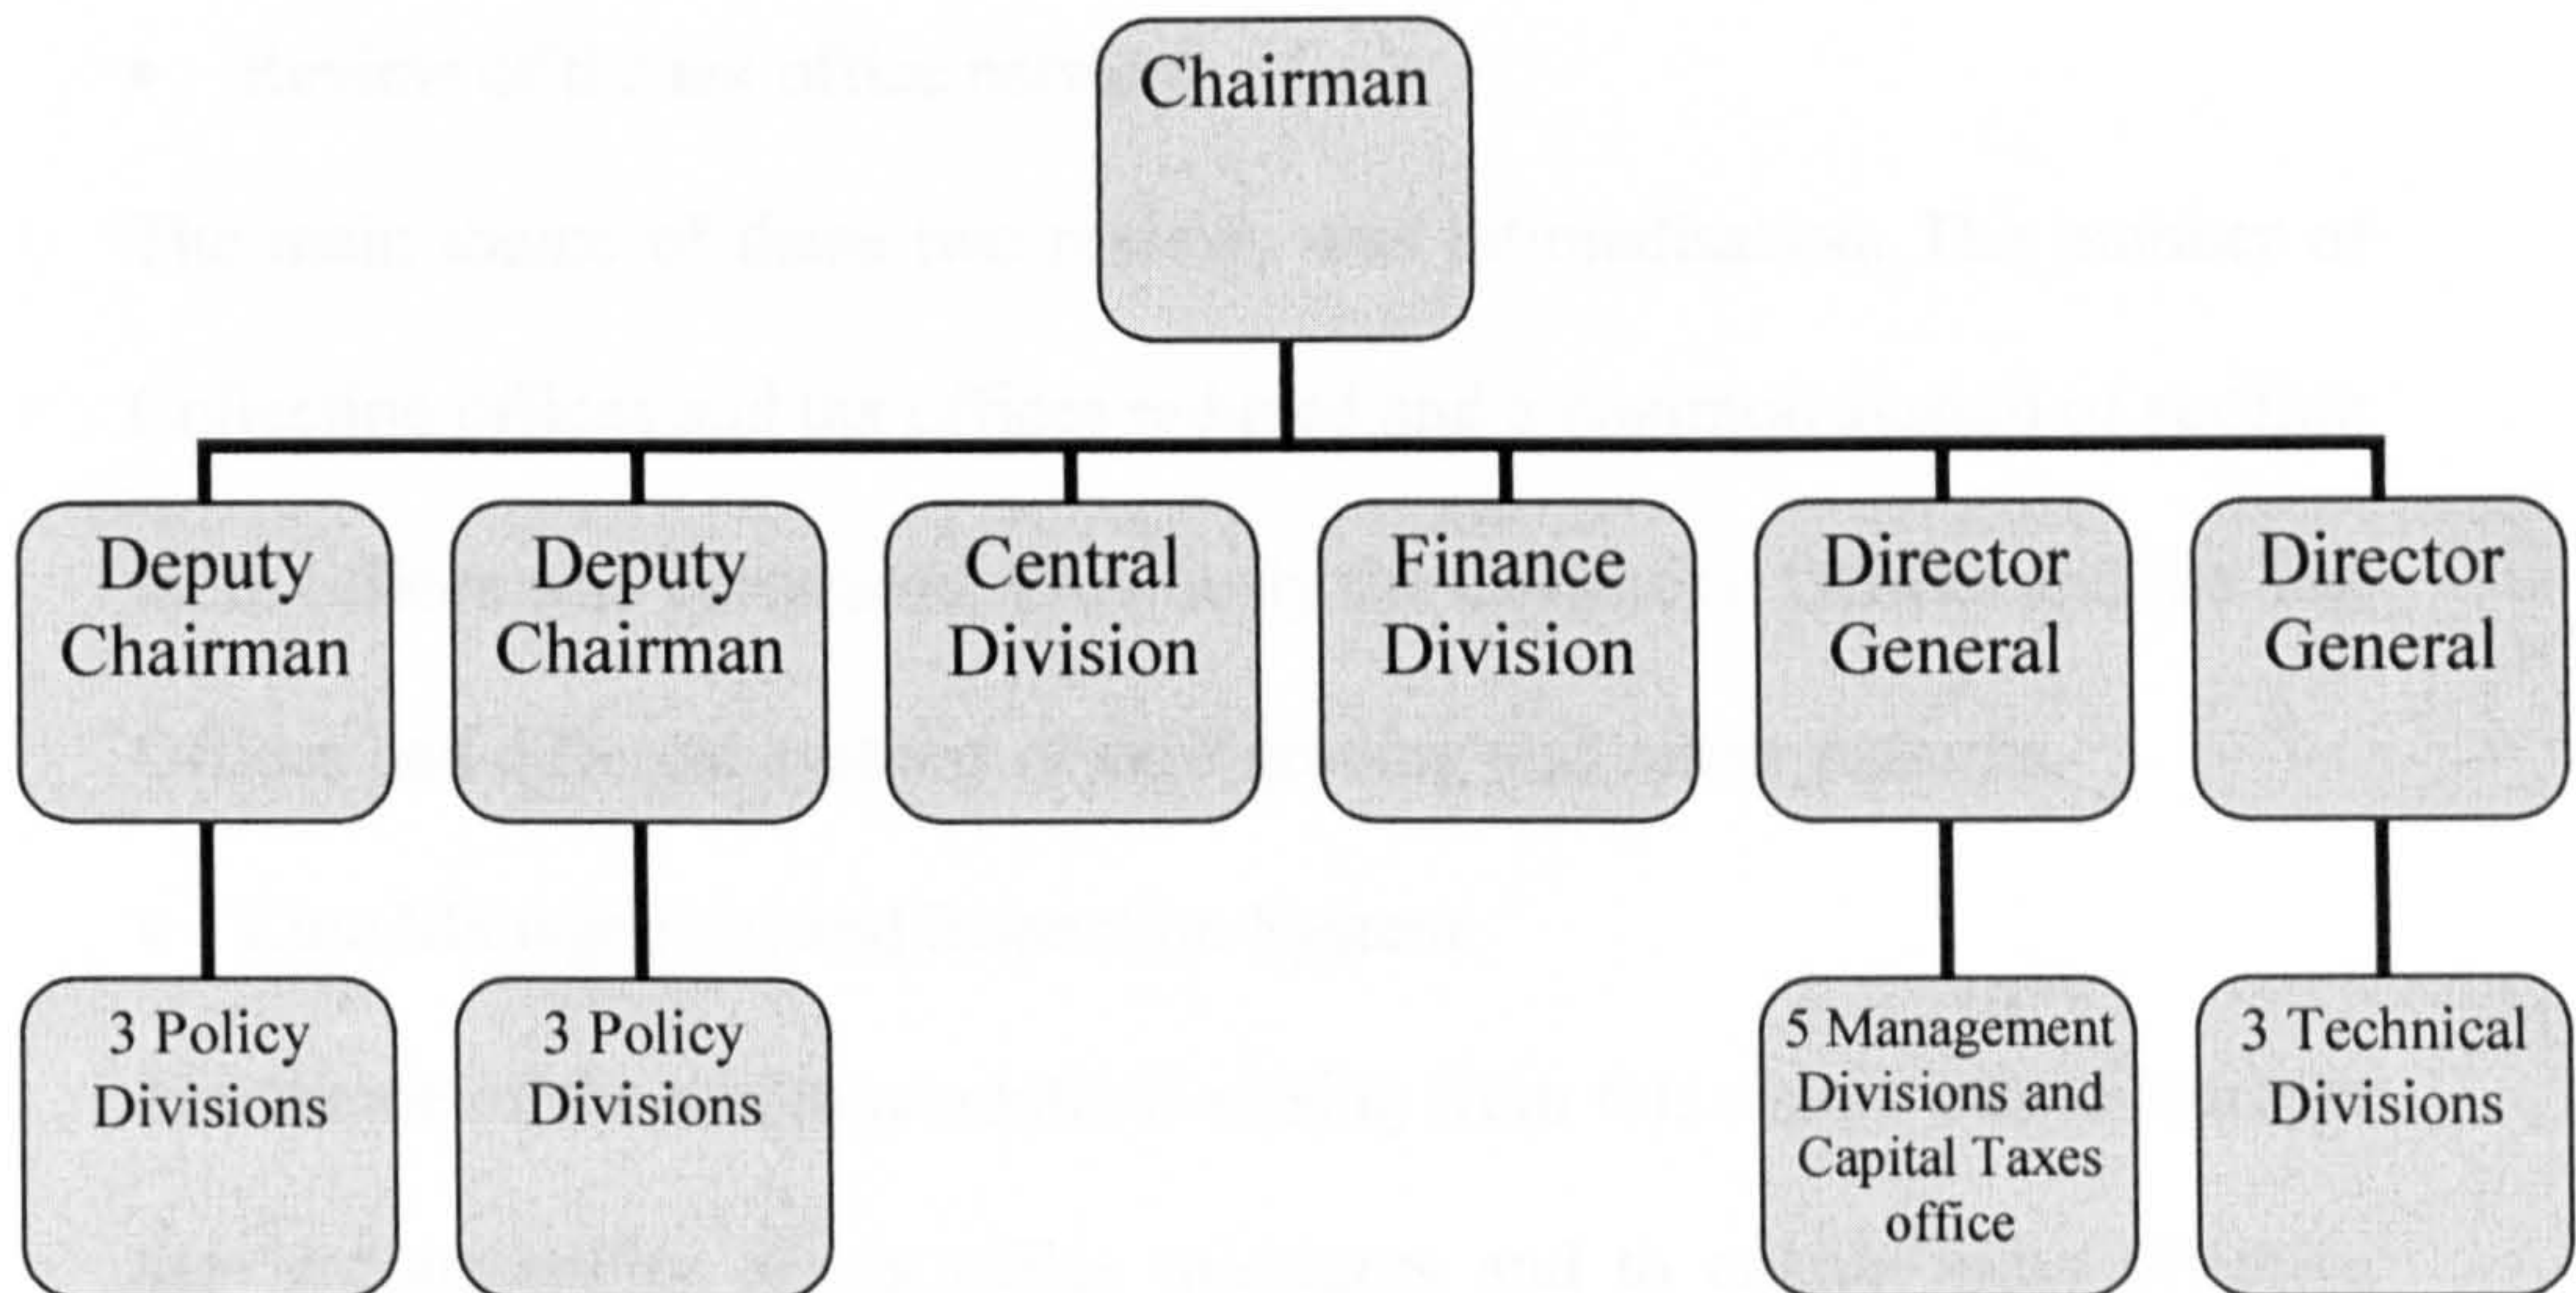 Chairman
Deputy
Chairman
Deputy
Chairman
Central
Division
Finance
Division
Director
General
Director
General
3 Policy
Divisions
3 Policy
Divisions
5 Management
Divisions and
Capital Taxes
office
3 Technical
Divisions